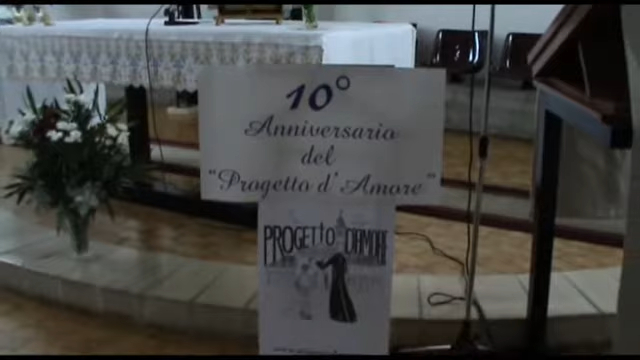 10°
Anniversario
del
"Progetto d'Amore"
PROGETTO D'AMORE